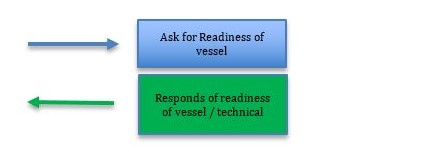 Ask for Readiness of
vessel
Responds of readiness
of vessel / technical